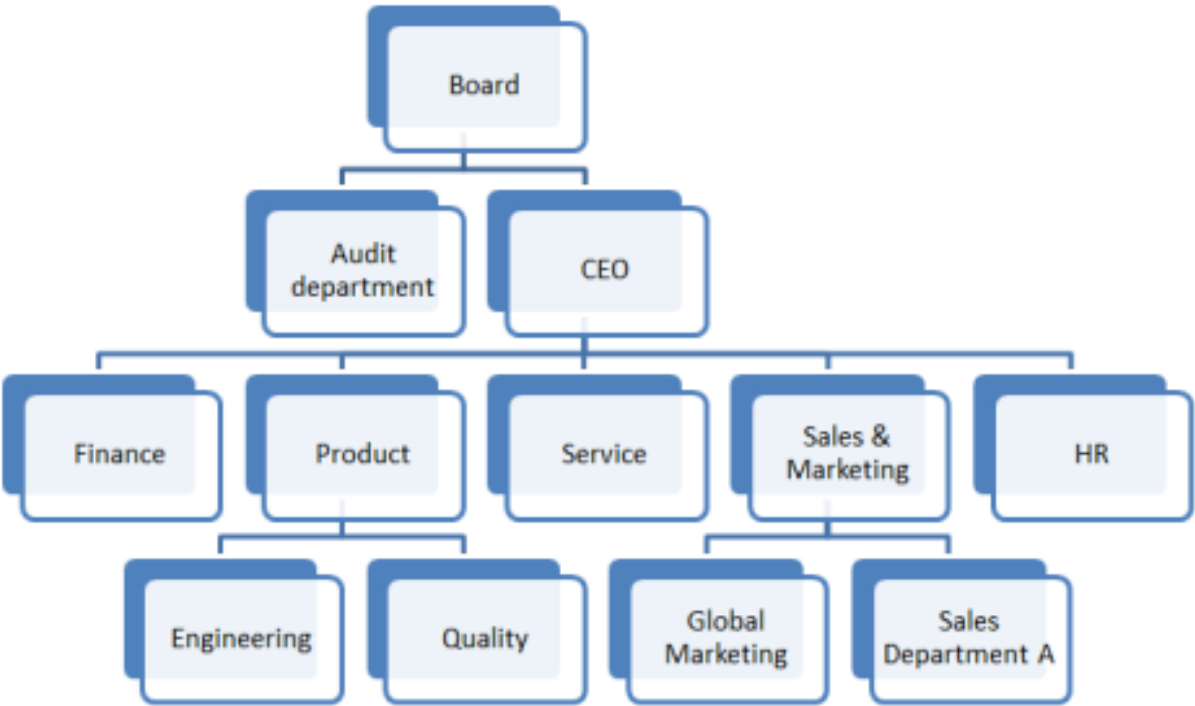 Board
Audit
department
CEO
Finance
Product
Service
Sales &
Marketing
HR
Engineering
Quality
Global
Marketing
Sales
Department A